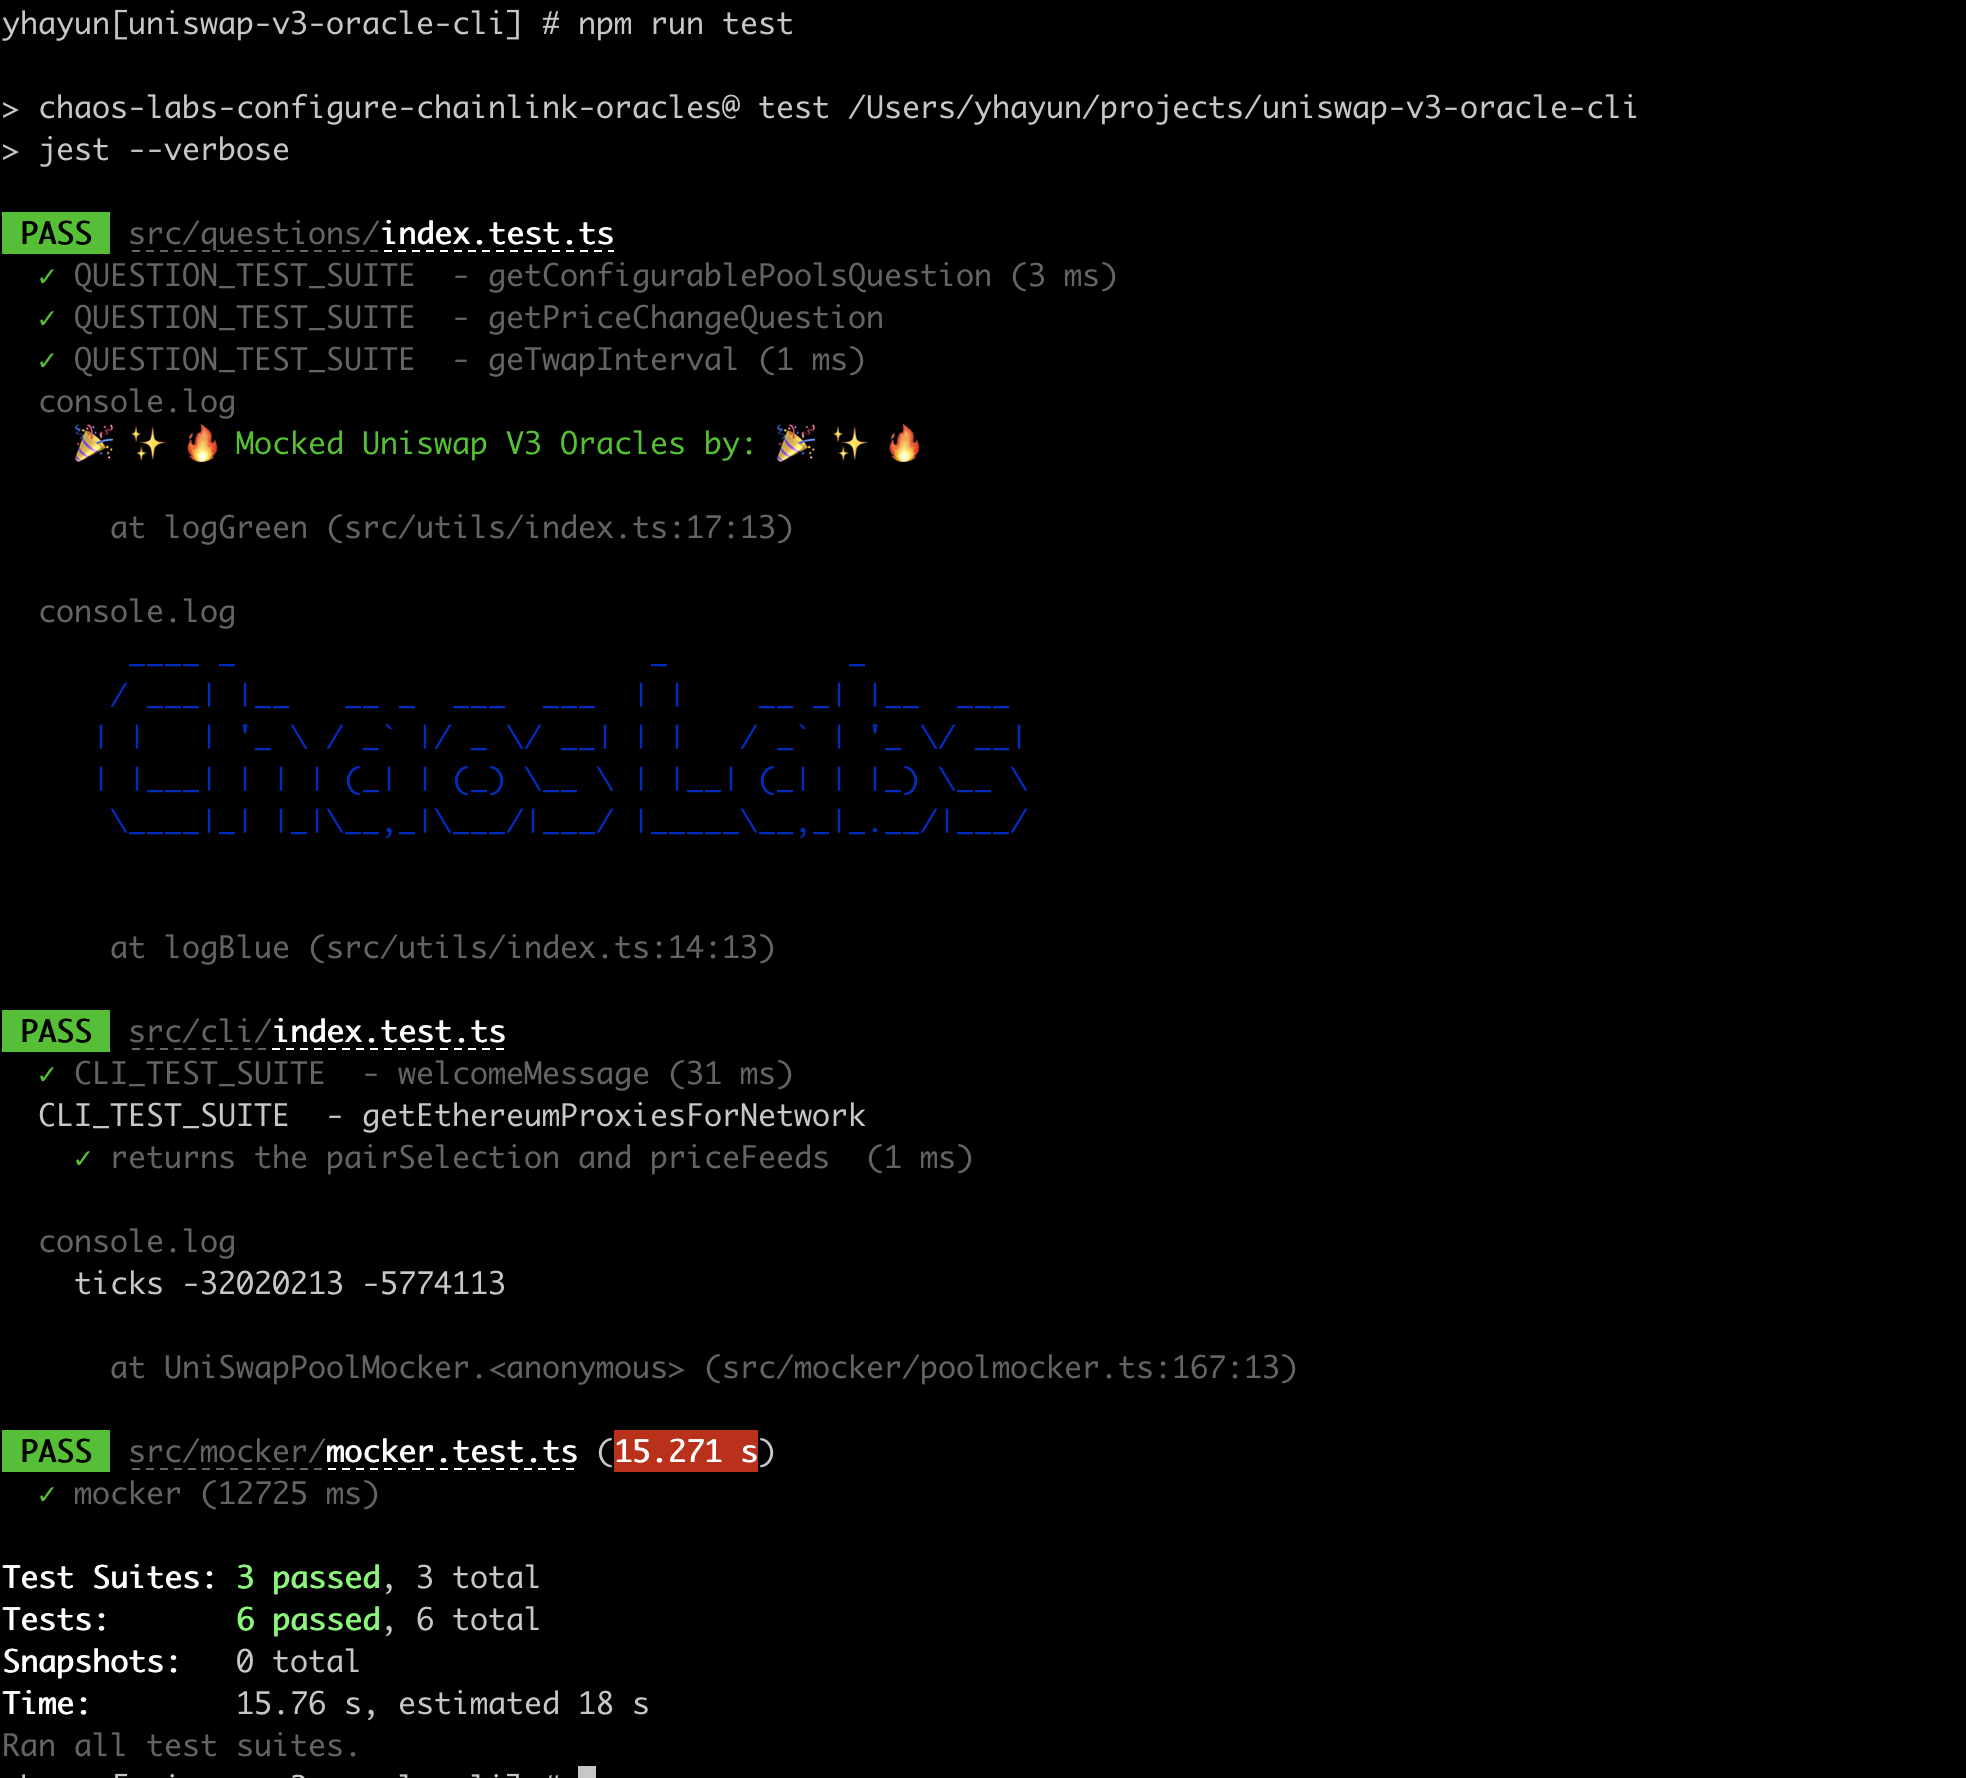 yhayun[uniswap-v3-oracle-cli] # npm run test
> chaos-labs-configure-chainlink-oracles@ test /Users/yhayun/projects/uniswap-v3-oracle-cli
> jest --verbose
PASS src/questions/index.test.ts
✓ QUESTION_TEST_SUITE  - getConfigurablePoolsQuestion (3 ms)
✓ QUESTION_TEST_SUITE  - getPriceChangeQuestion
✓ QUESTION_TEST_SUITE  - geTwapInterval (1 ms)
console.log
🎉 ✨ 🔥 Mocked Uniswap V3 Oracles by: 🎉 ✨ 🔥
at logGreen (src/utils/index.ts:17:13)
console.log
Chaos Labs
at logBlue (src/utils/index.ts:14:13)
PASS src/cli/index.test.ts
✓ CLI_TEST_SUITE  - welcomeMessage (31 ms)
CLI_TEST_SUITE  - getEthereumProxiesForNetwork
✓ returns the pairSelection and priceFeeds  (1 ms)
console.log
ticks -32020213 -5774113
at UniSwapPoolMocker.<anonymous> (src/mocker/poolmocker.ts:167:13)
PASS src/mocker/mocker.test.ts (15.271 s)
✓ mocker (12725 ms)
Test Suites: 3 passed, 3 total
Tests:       6 passed, 6 total
Snapshots:   0 total
Time:        15.76 s, estimated 18 s
Ran all test suites.